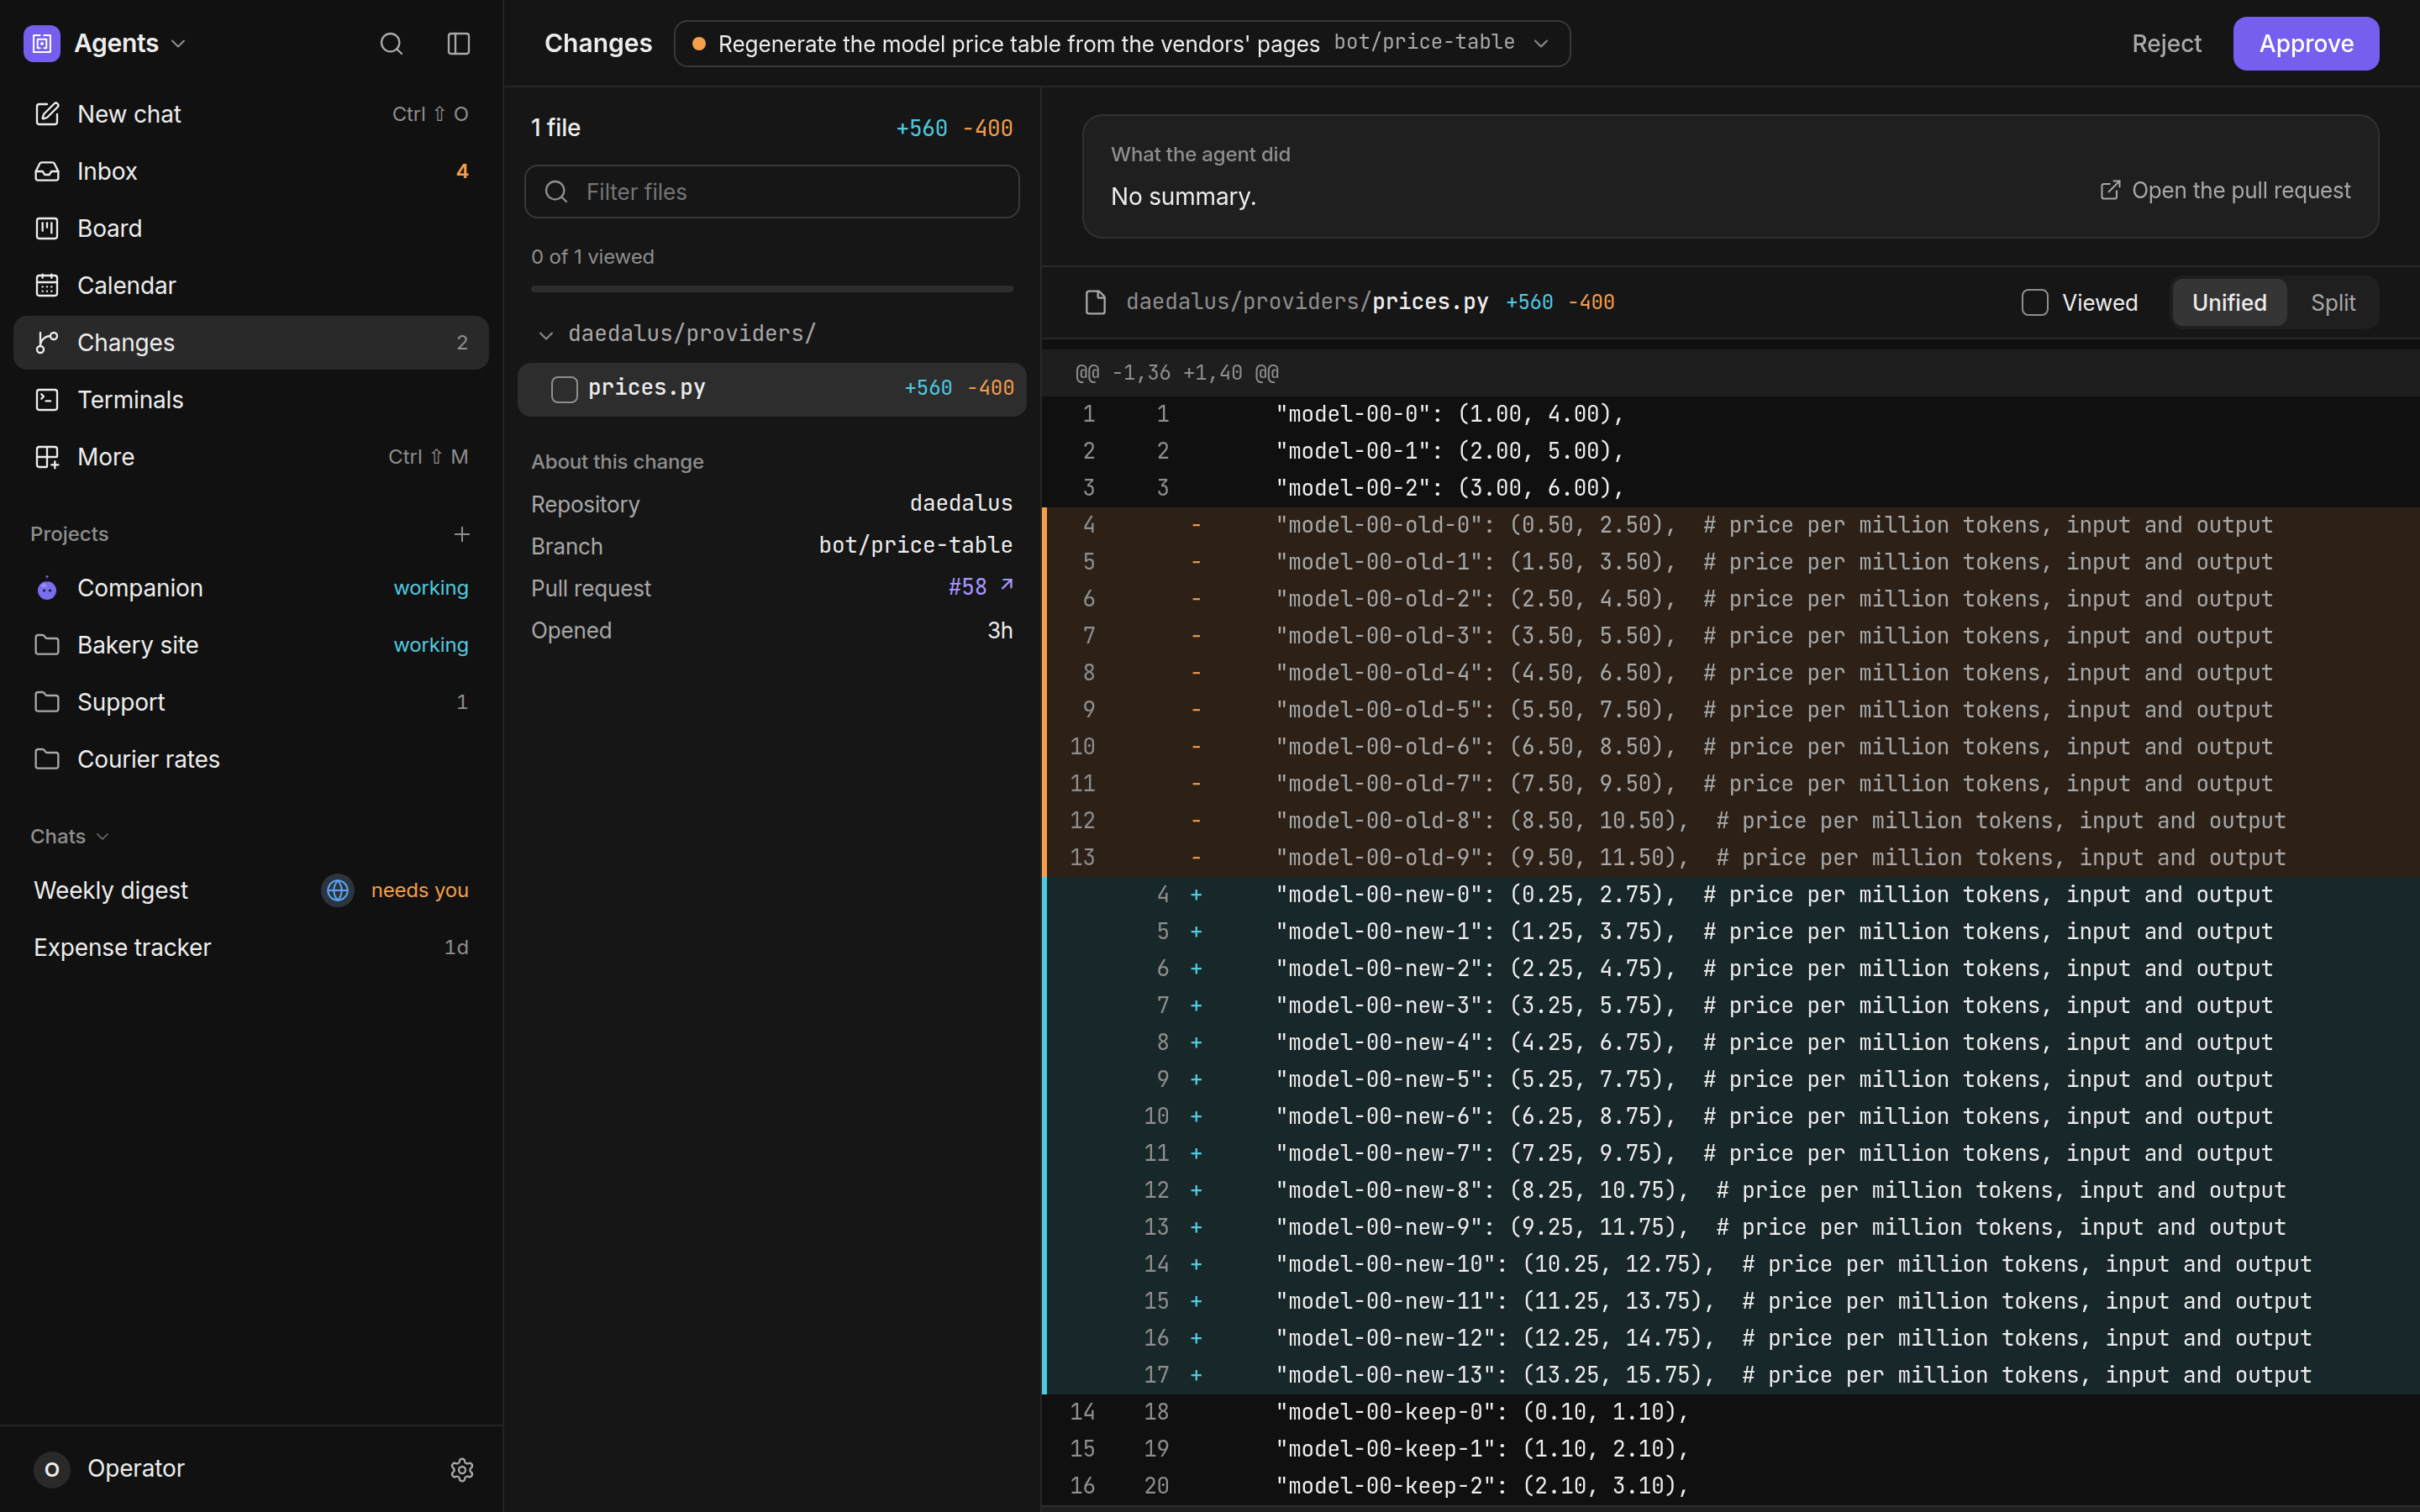 Agents
New chat Ctrl ⇧ O
Inbox 4
Board
Calendar
Changes 2
Terminals
More Ctrl ⇧ M
Projects
Companion working
Bakery site working
Support 1
Courier rates
Chats
Weekly digest needs you
Expense tracker 1d
O Operator
Changes Regenerate the model price table from the vendors' pages bot/price-table Reject Approve
1 file +560 -400
Filter files
0 of 1 viewed
daedalus/providers/
prices.py +560 -400
About this change
Repository daedalus
Branch bot/price-table
Pull request #58
Opened 3h
What the agent did
No summary.
Open the pull request
daedalus/providers/prices.py +560 -400 Viewed Unified Split
@@ -1,36 +1,40 @@
1 1 "model-00-0": (1.00, 4.00),
2 2 "model-00-1": (2.00, 5.00),
3 3 "model-00-2": (3.00, 6.00),
4 - "model-00-old-0": (0.50, 2.50), # price per million tokens, input and output
5 - "model-00-old-1": (1.50, 3.50), # price per million tokens, input and output
6 - "model-00-old-2": (2.50, 4.50), # price per million tokens, input and output
7 - "model-00-old-3": (3.50, 5.50), # price per million tokens, input and output
8 - "model-00-old-4": (4.50, 6.50), # price per million tokens, input and output
9 - "model-00-old-5": (5.50, 7.50), # price per million tokens, input and output
10 - "model-00-old-6": (6.50, 8.50), # price per million tokens, input and output
11 - "model-00-old-7": (7.50, 9.50), # price per million tokens, input and output
12 - "model-00-old-8": (8.50, 10.50), # price per million tokens, input and output
13 - "model-00-old-9": (9.50, 11.50), # price per million tokens, input and output
4 + "model-00-new-0": (0.25, 2.75), # price per million tokens, input and output
5 + "model-00-new-1": (1.25, 3.75), # price per million tokens, input and output
6 + "model-00-new-2": (2.25, 4.75), # price per million tokens, input and output
7 + "model-00-new-3": (3.25, 5.75), # price per million tokens, input and output
8 + "model-00-new-4": (4.25, 6.75), # price per million tokens, input and output
9 + "model-00-new-5": (5.25, 7.75), # price per million tokens, input and output
10 + "model-00-new-6": (6.25, 8.75), # price per million tokens, input and output
11 + "model-00-new-7": (7.25, 9.75), # price per million tokens, input and output
12 + "model-00-new-8": (8.25, 10.75), # price per million tokens, input and output
13 + "model-00-new-9": (9.25, 11.75), # price per million tokens, input and output
14 + "model-00-new-10": (10.25, 12.75), # price per million tokens, input and output
15 + "model-00-new-11": (11.25, 13.75), # price per million tokens, input and output
16 + "model-00-new-12": (12.25, 14.75), # price per million tokens, input and output
17 + "model-00-new-13": (13.25, 15.75), # price per million tokens, input and output
14 18 "model-00-keep-0": (0.10, 1.10),
15 19 "model-00-keep-1": (1.10, 2.10),
16 20 "model-00-keep-2": (2.10, 3.10),